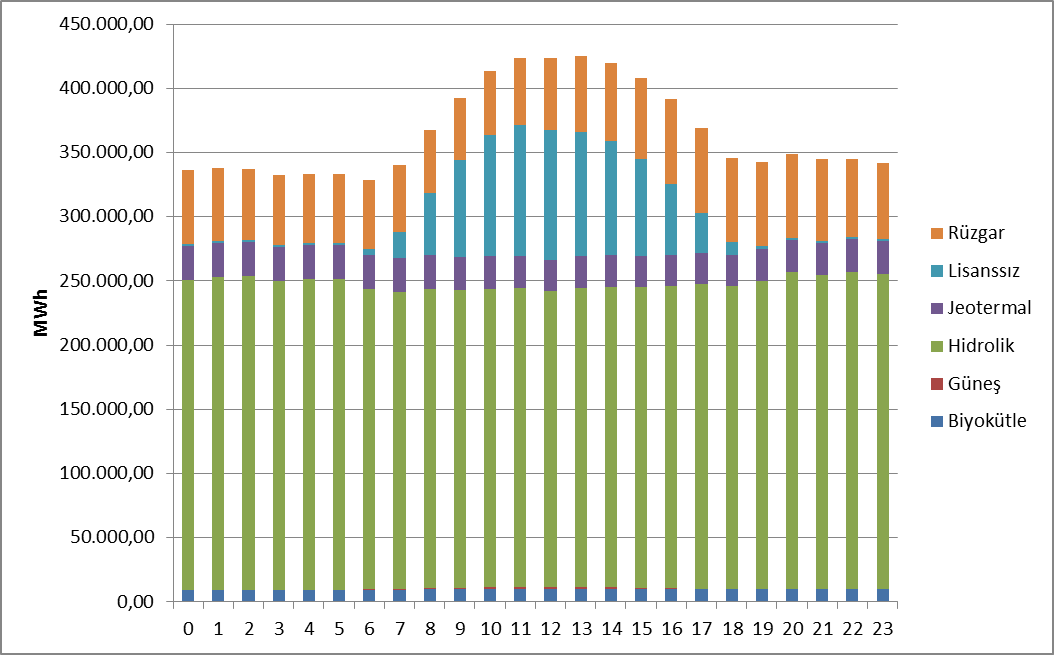 450.000,00
400.000,00
350.000,00
300.000,00
250.000,00
200.000,00
150.000,00
100.000,00
50.000,00
0,00
MWh
0 1 2 3 4 5 6 7 8 9 10 11 12 13 14 15 16 17 18 19 20 21 22 23
Rüzgar
Lisanssız
Jeotermal
Hidrolik
Güneş
Biyokütle